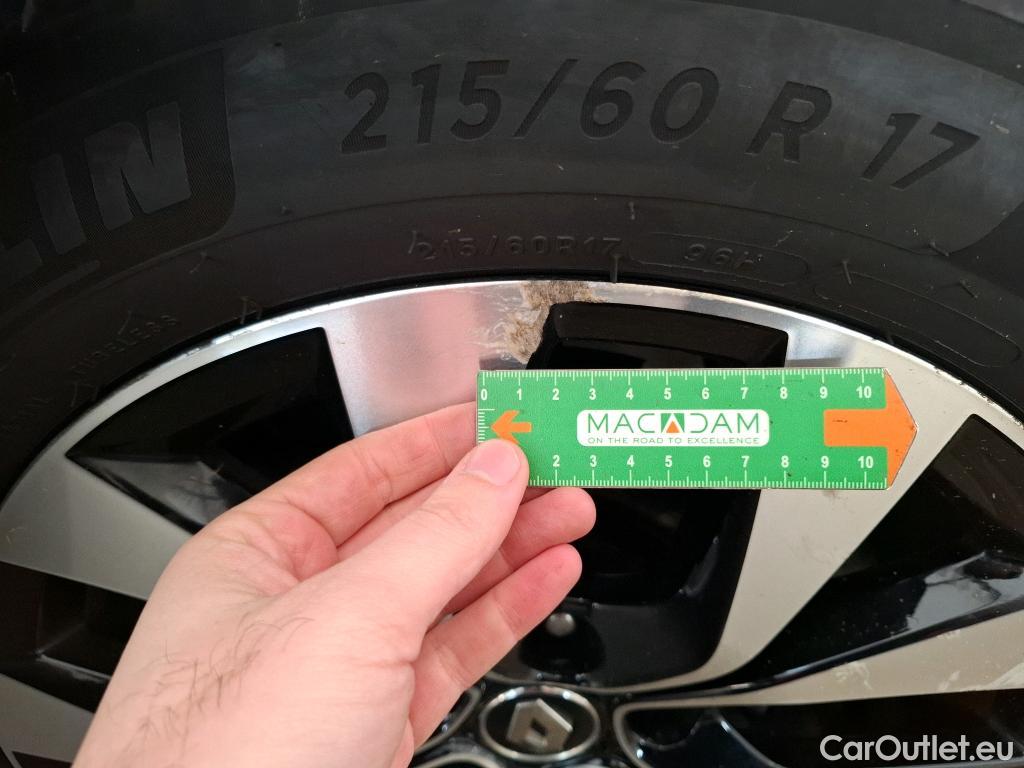 215/60 R 17
LIN
215/60R17 96H
TUBELESS
0 1 2 3 4 5 6 7 8 9 10
MACADAM
ON THE ROAD TO EXCELLENCE
2 3 4 5 6 7 8 9 10
CarOutlet.eu